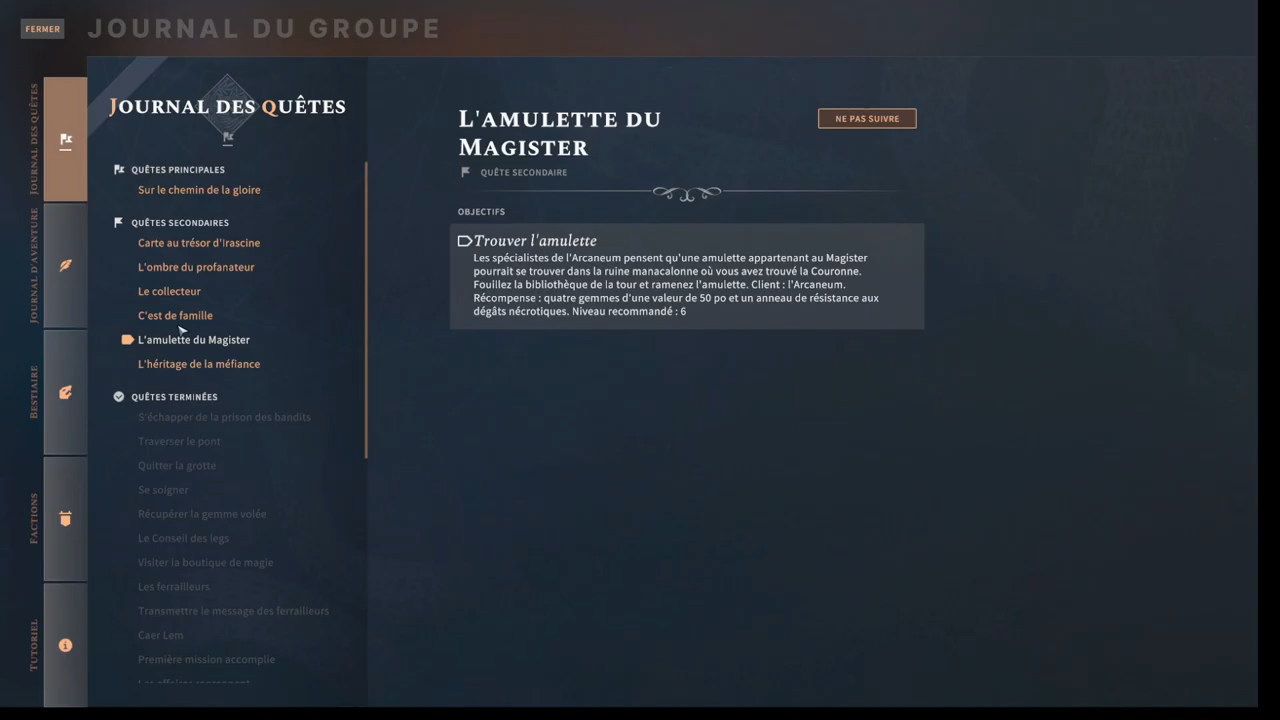 FERMER
JOURNAL DU GROUPE
JOURNAL DES QUÊTES
JOURNAL D'AVENTURE
BESTIAIRE
FACTIONS
TUTORIEL
JOURNAL DES QUÊTES
QUÊTES PRINCIPALES
Sur le chemin de la gloire
QUÊTES SECONDAIRES
Carte au trésor d'Irascine
L'ombre du profanateur
Le collecteur
C'est de famille
L'amulette du Magister
L'héritage de la méfiance
QUÊTES TERMINÉES
S'échapper de la prison des bandits
Traverser le pont
Quitter la grotte
Se soigner
Récupérer la gemme volée
Le Conseil des legs
Visiter la boutique de magie
Les ferrailleurs
Transmettre le message des ferrailleurs
Caer Lem
Première mission accomplie
L'AMULETTE DU
MAGISTER
NE PAS SUIVRE
QUÊTE SECONDAIRE
OBJECTIFS
Trouver l'amulette
Les spécialistes de l'Arcaneum pensent qu'une amulette appartenant au Magister
pourrait se trouver dans la ruine manacalonne où vous avez trouvé la Couronne.
Fouillez la bibliothèque de la tour et ramenez l'amulette. Client : l'Arcaneum.
Récompense : quatre gemmes d'une valeur de 50 po et un anneau de résistance aux
dégâts nécrotiques. Niveau recommandé : 6